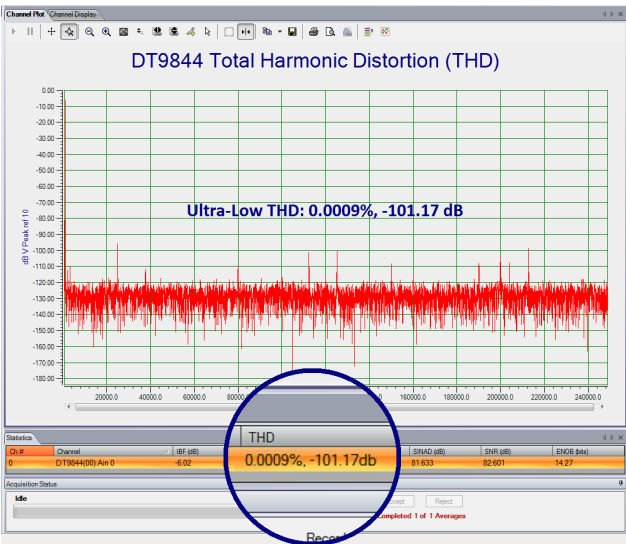 Channel Plot Channel Display
DT9844 Total Harmonic Distortion (THD)
0.00
-10.00
-20.00
-30.00
-40.00
-50.00
-60.00
-70.00
-80.00
-90.00
-100.00
-110.00
-120.00
-130.00
-140.00
-150.00
-160.00
-170.00
-180.00
dB V Peak ref 10
Ultra-Low THD: 0.0009%, -101.17 dB
20000.0 40000.0 60000.0 80000 160000.0 180000.0 200000.0 220000.0 240000.0
Statistics
Ch # Channel IBF (dB) THD SINAD (dB) SNR (dB) ENOB (bits)
0 DT9844(00).Ain 0 -6.02 0.0009%, -101.17db 81.633 82.601 14.27
Acquisition Status
Idle Reject
Completed 1 of 1 Averages